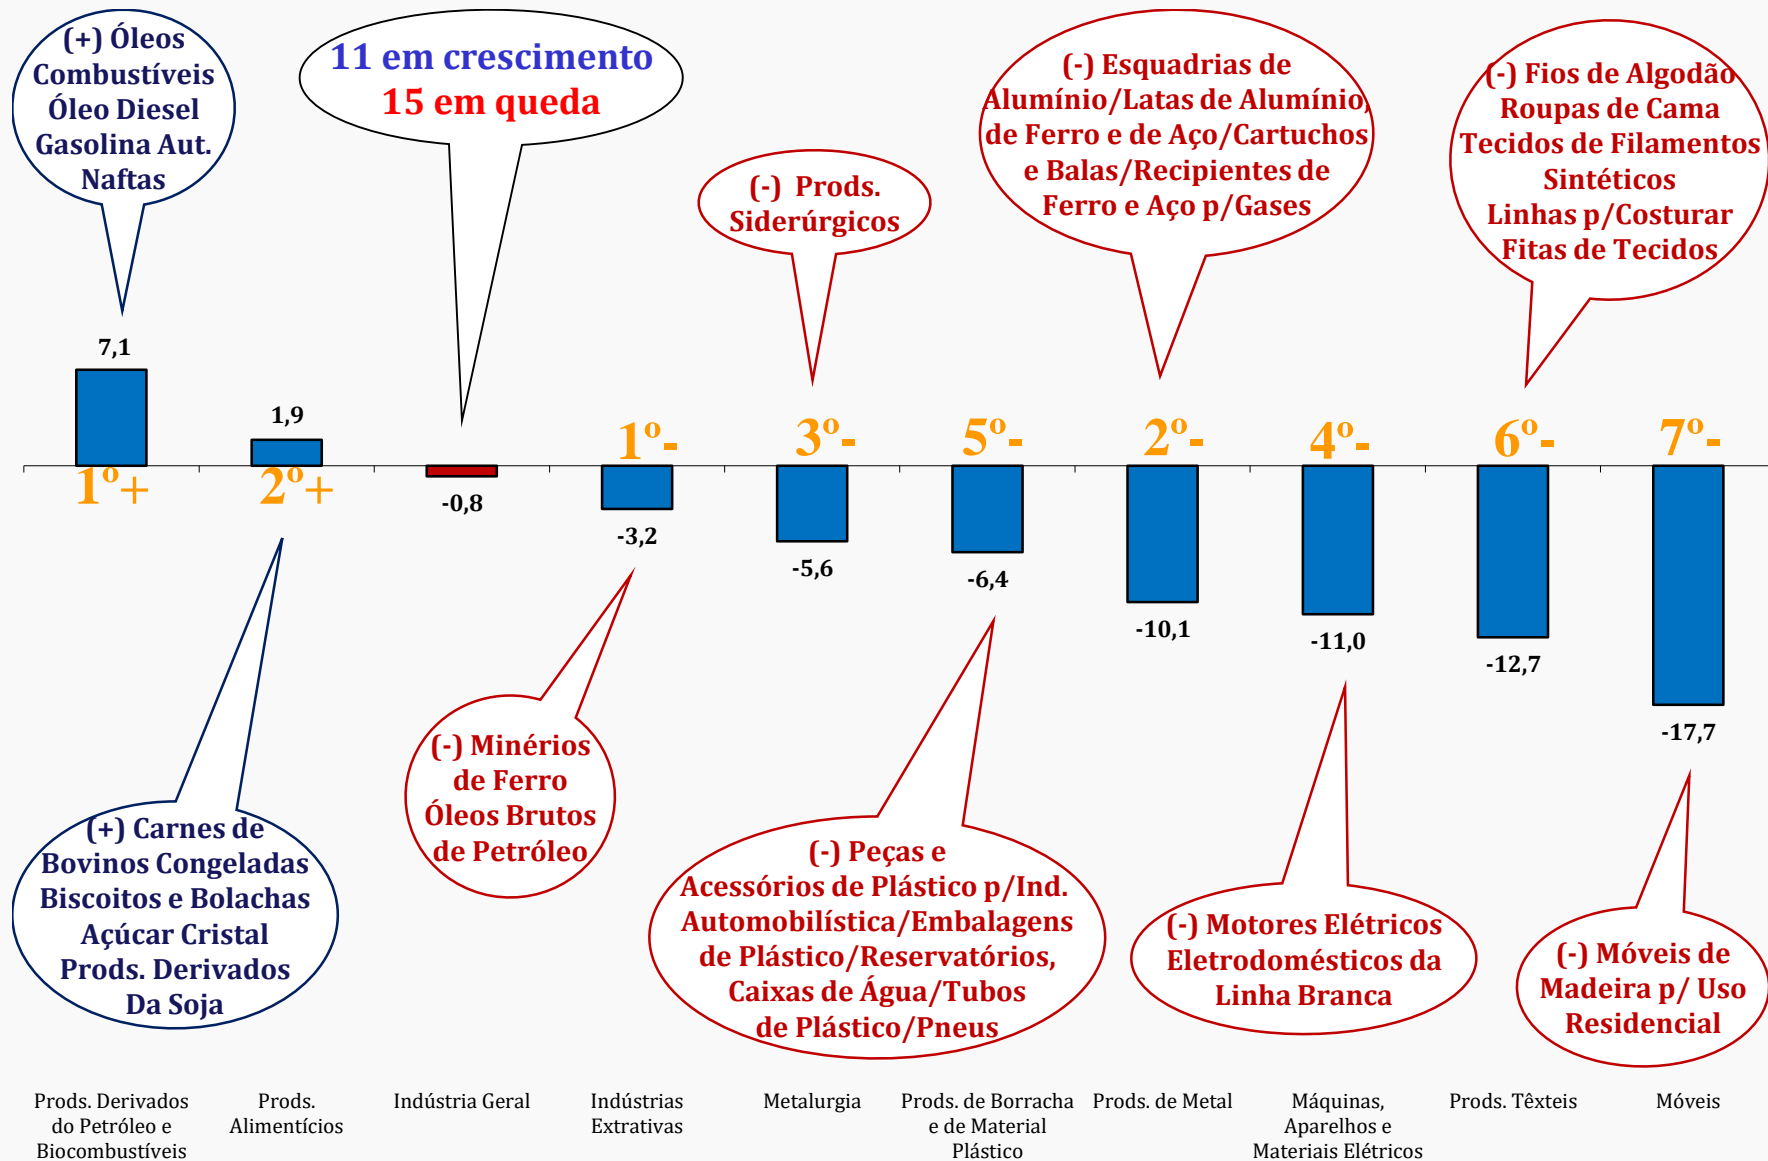 (+) Óleos
Combustíveis
Óleo Diesel
Gasolina Aut.
Naftas
11 em crescimento
15 em queda
(-) Prods.
Siderúrgicos
(-) Esquadrias de
Alumínio/Latas de Alumínio,
de Ferro e de Aço/Cartuchos
e Balas/Recipientes de
Ferro e Aço p/Gases
(-) Fios de Algodão
Roupas de Cama
Tecidos de Filamentos
Sintéticos
Linhas p/Costurar
Fitas de Tecidos
7,1
1,9
1º+
2º+
-0,8
1º-
3º-
5º-
2º-
4º-
6º-
7º-
-3,2
-5,6
-6,4
-10,1
-11,0
-12,7
-17,7
(+) Carnes de
Bovinos Congeladas
Biscoitos e Bolachas
Açúcar Cristal
Prods. Derivados
Da Soja
(-) Minérios
de Ferro
Óleos Brutos
de Petróleo
(-) Peças e
Acessórios de Plástico p/Ind.
Automobilística/Embalagens
de Plástico/Reservatórios,
Caixas de Água/Tubos
de Plástico/Pneus
(-) Motores Elétricos
Eletrodomésticos da
Linha Branca
(-) Móveis de
Madeira p/ Uso
Residencial
Prods. Derivados
do Petróleo e
Biocombustíveis
Prods.
Alimentícios
Indústria Geral
Indústrias
Extrativas
Metalurgia
Prods. de Borracha
e de Material
Plástico
Prods. de Metal
Máquinas,
Aparelhos e
Materiais Elétricos
Prods. Têxteis
Móveis